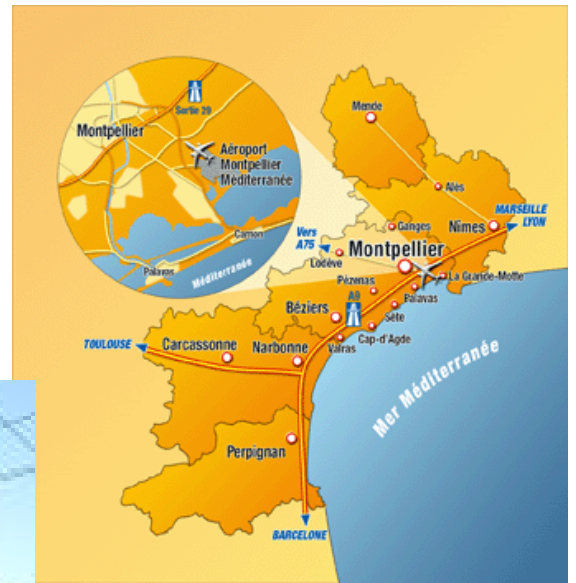 Sortie 29
Montpellier
Aéroport
Montpellier
Méditerranée
Carnon
Palavas
Méditerranée
Mende
Alès
MARSEILLE
LYON
Nîmes
Ganges
Vers
A75
Lodève
Montpellier
La Grande-Motte
Pézenas
Palavas
A9
Sète
Béziers
Cap-d'Agde
Valras
TOULOUSE
Carcassonne
Narbonne
Mer Méditerranée
Perpignan
BARCELONE